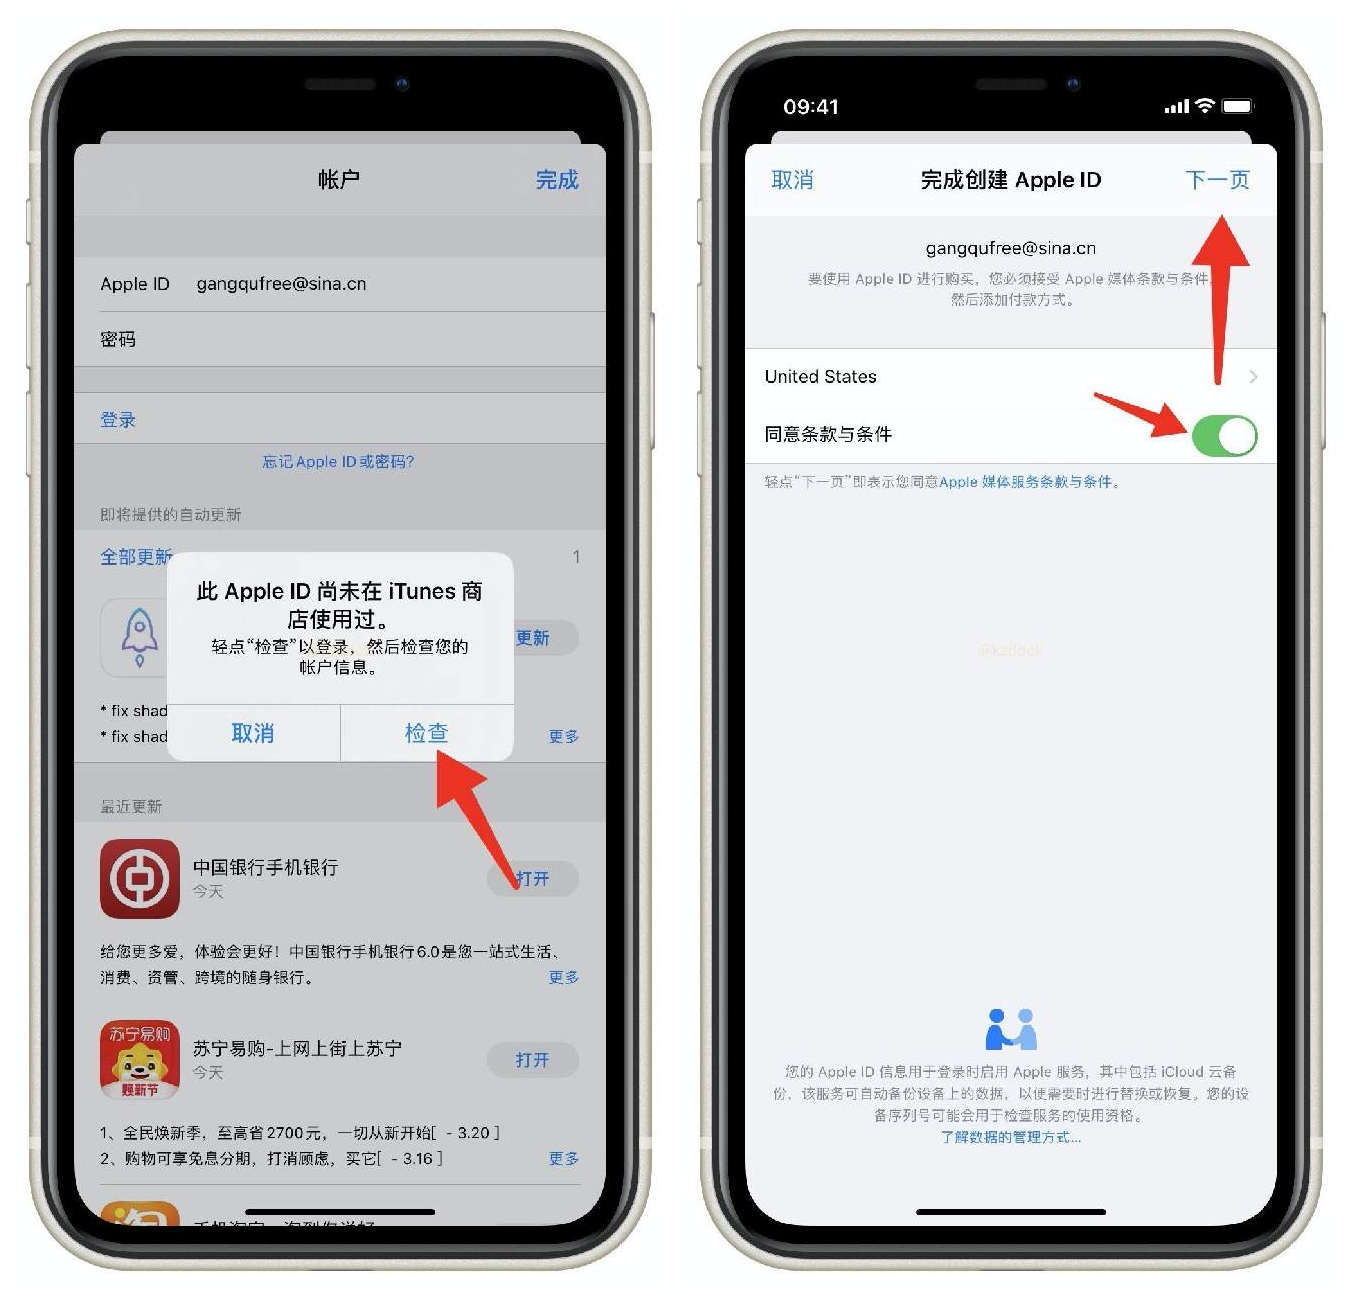 帐户
完成
Apple ID gangqufree@sina.cn
密码
登录
忘记 Apple ID 或密码?
即将提供的自动更新
全部更新
1
此 Apple ID 尚未在 iTunes 商
店使用过。
轻点“检查”以登录，然后检查您的
帐户信息。
更新
* fix shad
* fix shad
取消
检查
更多
最近更新
中国银行手机银行
今天
打开
给您更多爱，体验会更好！中国银行手机银行6.0是您一站式生活、
消费、资管、跨境的随身银行。
更多
苏宁易购
焕新节
苏宁易购-上网上街上苏宁
今天
打开
1、全民焕新季，至高省2700元，一切从新开始[ - 3.20 ]
2、购物可享免息分期，打消顾虑，买它[ - 3.16 ]
更多
09:41
取消
完成创建 Apple ID
下一页
gangqufree@sina.cn
要使用 Apple ID 进行购买，您必须接受 Apple 媒体条款与条件，
然后添加付款方式。
United States
同意条款与条件
轻点“下一页”即表示您同意Apple 媒体服务条款与条件。
您的 Apple ID 信息用于登录时启用 Apple 服务，其中包括 iCloud 云备
份，该服务可自动备份设备上的数据，以便需要时进行替换或恢复。您的设
备序列号可能会用于检查服务的使用资格。
了解数据的管理方式...